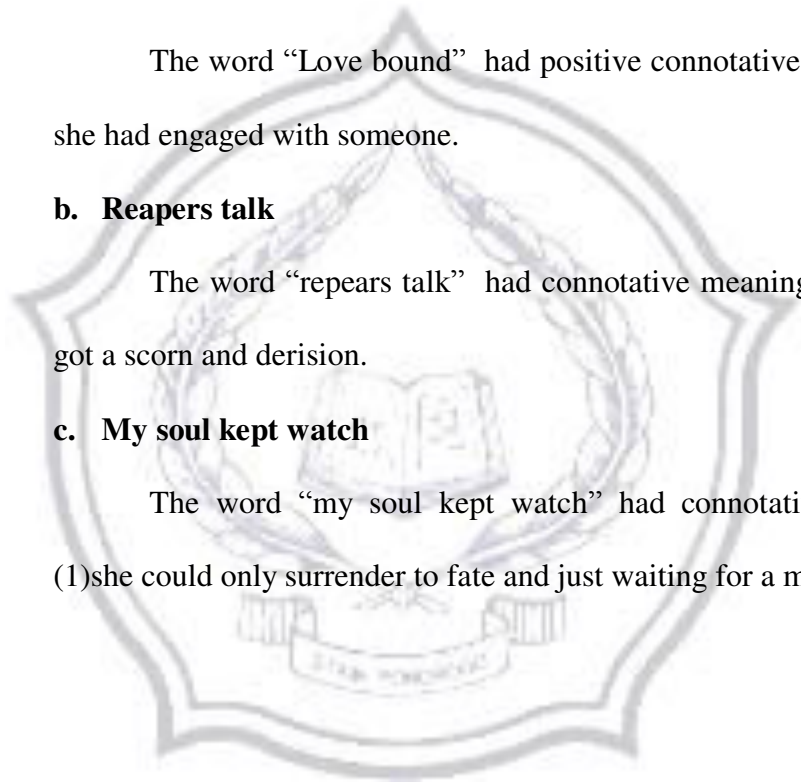 The word “Love bound” had positive connotative
she had engaged with someone.
b. Reapers talk
The word “repears talk” had connotative meaning
got a scorn and derision.
c. My soul kept watch
The word “my soul kept watch” had connotati
(1)she could only surrender to fate and just waiting for a m
STAIN PONOROGO